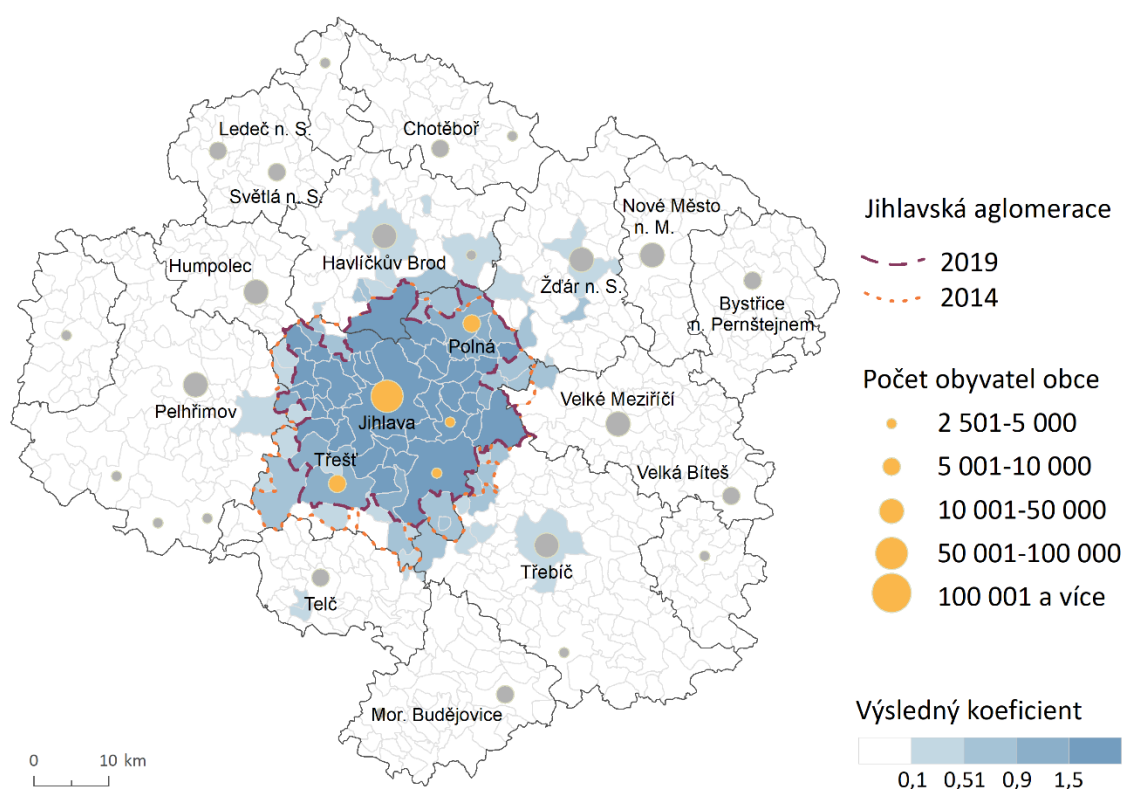 Ledeč n. S.
Chotěboř
Světlá n. S.
Nové Město
n. M.
Humpolec
Havlíčkův Brod
Žďár n. S.
Bystřice
n. Pernštejnem
Polná
Pelhřimov
Jihlava
Velké Meziříčí
Třešť
Velká Bíteš
Třebíč
Telč
Mor. Budějovice
0 10 km
Jihlavská aglomerace
2019
2014
Počet obyvatel obce
2 501-5 000
5 001-10 000
10 001-50 000
50 001-100 000
100 001 a více
Výsledný koeficient
0,1 0,51 0,9 1,5